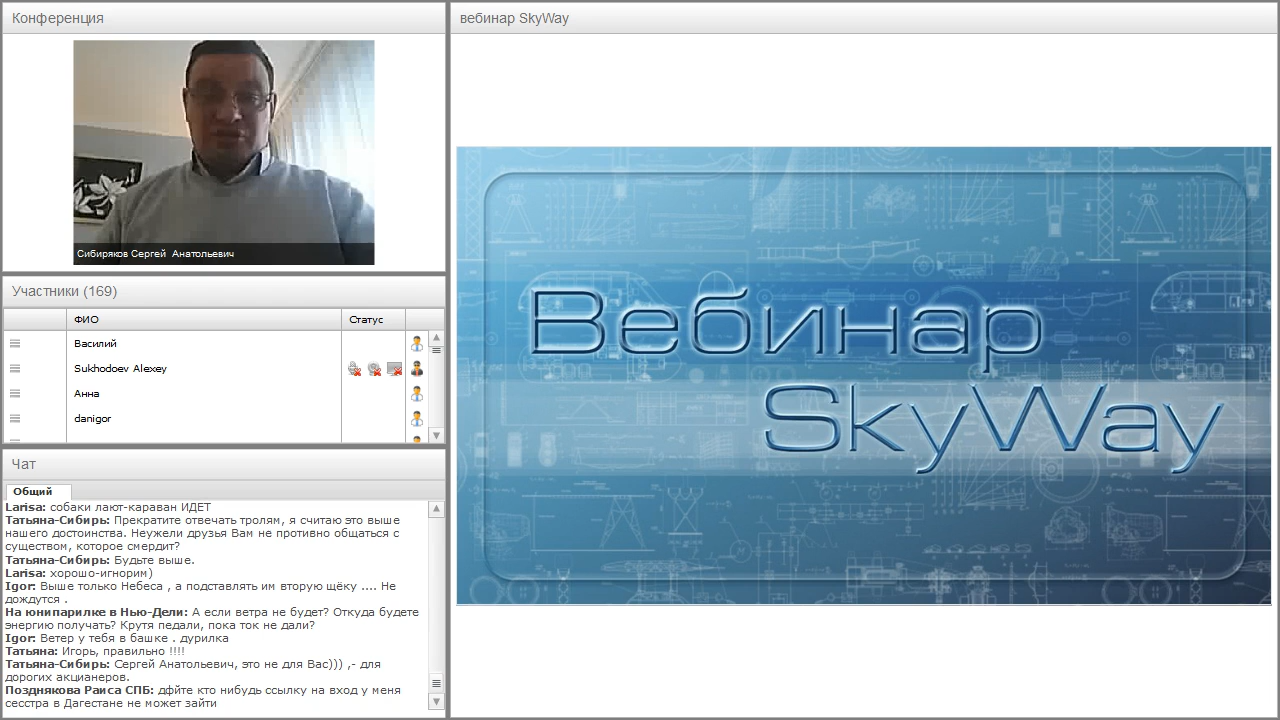 Конференция
Сибиряков Сергей Анатольевич
Участники (169)
ФИО Статус
Василий
Sukhodoev Alexey
Анна
danigor
Чат
Общий
Larisa: собаки лают-караван ИДЕТ
Татьяна-Сибирь: Прекратите отвечать тролям, я считаю это выше
нашего достоинства. Неужели друзья Вам не противно общаться с
существом, которое смердит?
Татьяна-Сибирь: Будьте выше.
Larisa: хорошо-игнорим)
Igor: Выше только Небеса , а подставлять им вторую щёку .... Не
дождутся .
На юнипарилке в Нью-Дели: А если ветра не будет? Откуда будете
энергию получать? Крутя педали, пока ток не дали?
Igor: Ветер у тебя в башке . дурилка
Татьяна: Игорь, правильно !!!!
Татьяна-Сибирь: Сергей Анатольевич, это не для Вас))) ,- для
дорогих акционеров.
Позднякова Раиса СПБ: дфйте кто нибудь ссылку на вход у меня
сесстра в Дагестане не может зайти
вебинар SkyWay
Вебинар
SkyWay